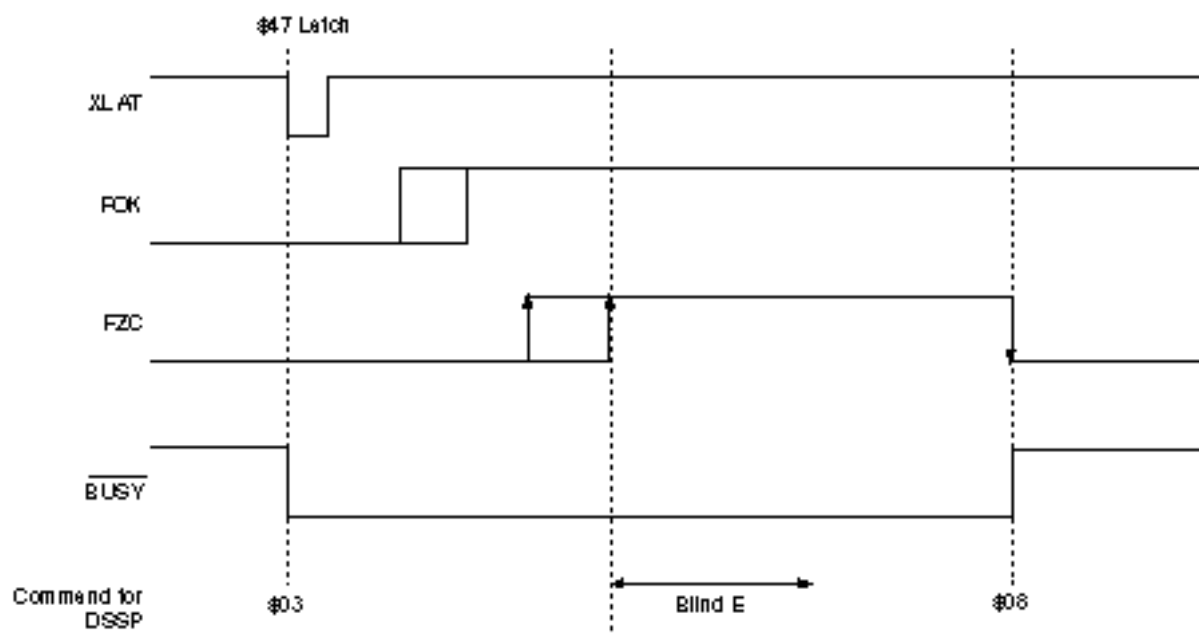 $47 Latch
XLAT
FOK
FZC
BUSY
Command for
DSSP
$03
Blind E
$08